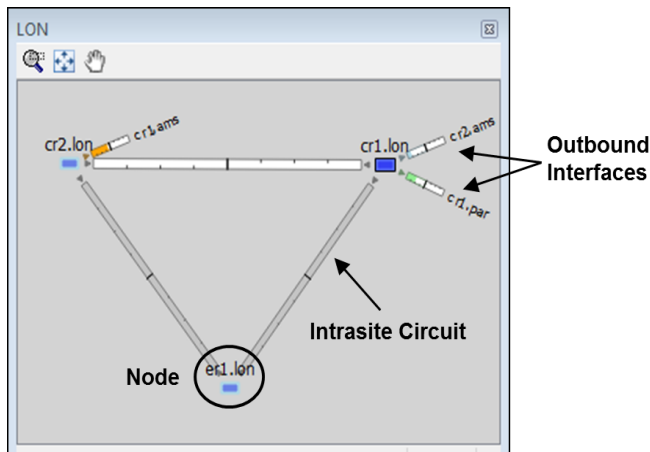 LON
cr1.ams
cr2.lon
cr1.lon
cr2.ams
cr1.par
Outbound
Interfaces
Intrasite Circuit
Node
er1.lon